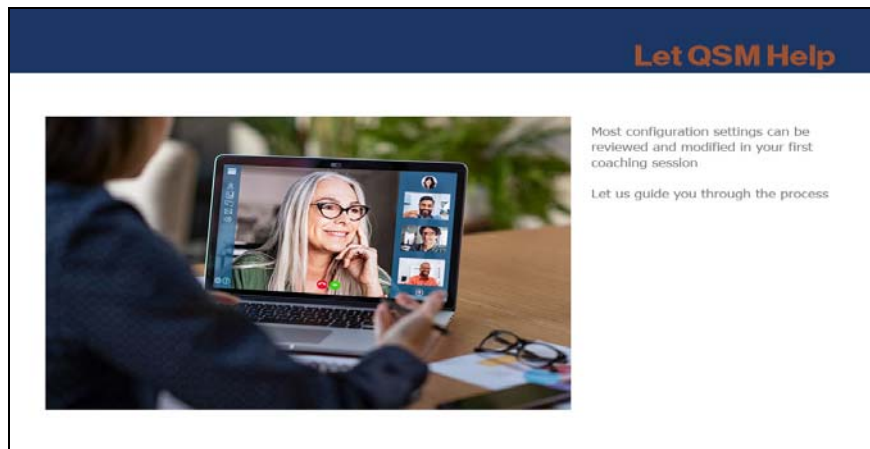 Let QSM Help
Most configuration settings can be
reviewed and modified in your first
coaching session
Let us guide you through the process